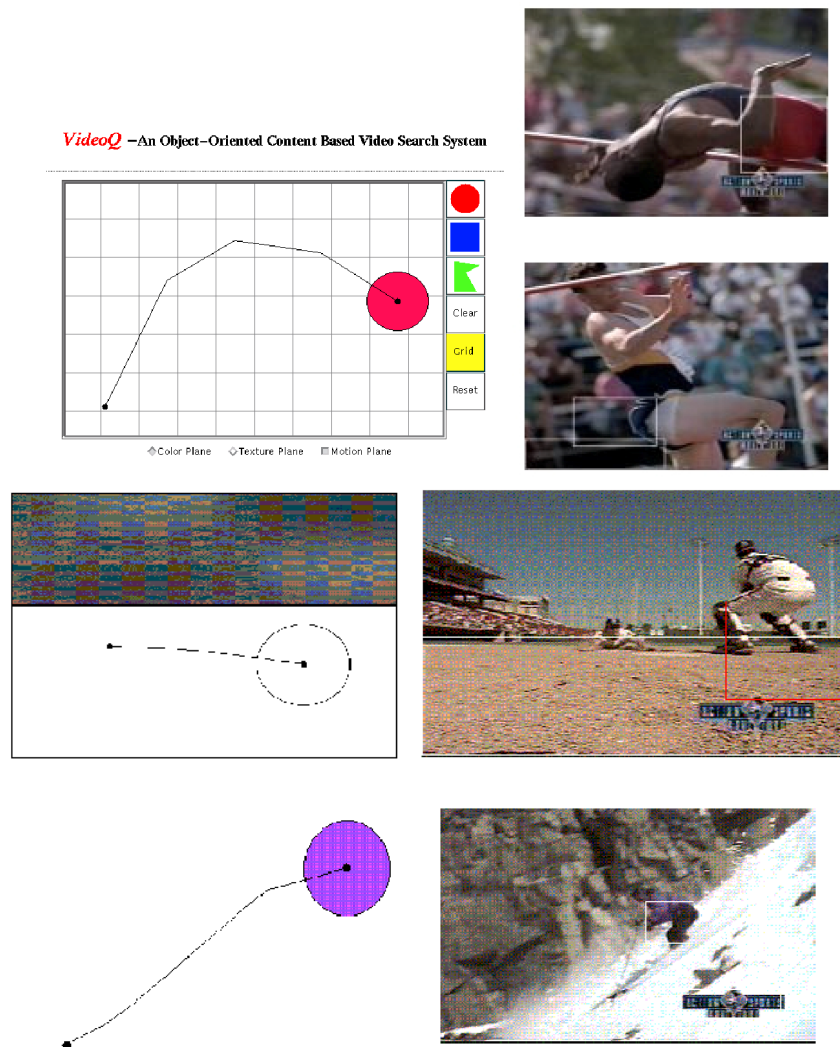 VideoQ –An Object–Oriented Content Based Video Search System
Clear
Grid
Reset
Color Plane Texture Plane Motion Plane